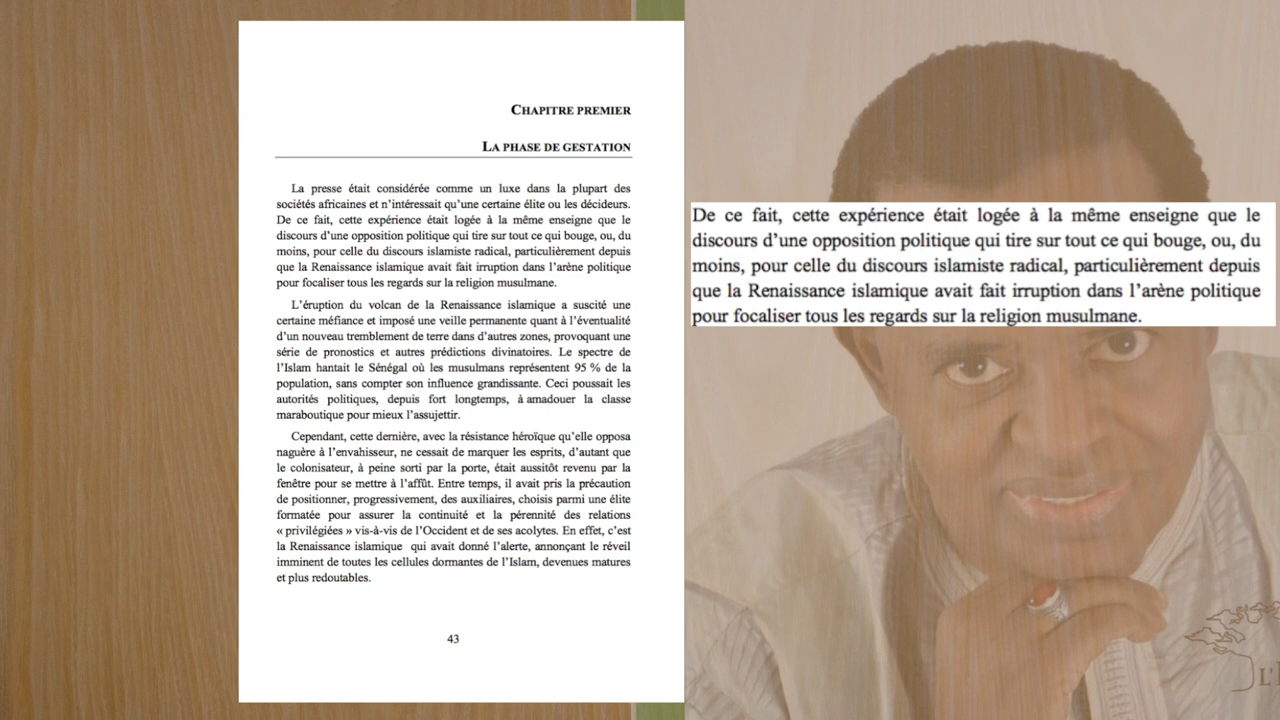 CHAPITRE PREMIER
LA PHASE DE GESTATION
La presse était considérée comme un luxe dans la plupart des
sociétés africaines et n'intéressait qu'une certaine élite ou les décideurs.
De ce fait, cette expérience était logée à la même enseigne que le
discours d'une opposition politique qui tire sur tout ce qui bouge, ou, du
moins, pour celle du discours islamiste radical, particulièrement depuis
que la Renaissance islamique avait fait irruption dans l'arène politique
pour focaliser tous les regards sur la religion musulmane.
L'éruption du volcan de la Renaissance islamique a suscité une
certaine méfiance et imposé une veille permanente quant à l'éventualité
d'un nouveau tremblement de terre dans d'autres zones, provoquant une
série de pronostics et autres prédictions divinatoires. Le spectre de
l'Islam hantait le Sénégal où les musulmans représentent 95 % de la
population, sans compter son influence grandissante. Ceci poussait les
autorités politiques, depuis fort longtemps, à amadouer la classe
maraboutique pour mieux l'assujettir.
Cependant, cette dernière, avec la résistance héroïque qu'elle opposa
naguère à l'envahisseur, ne cessait de marquer les esprits, d'autant que
le colonisateur, à peine sorti par la porte, était aussitôt revenu par la
fenêtre pour se mettre à l'affût. Entre temps, il avait pris la précaution
de positionner, progressivement, des auxiliaires, choisis parmi une élite
formatée pour assurer la continuité et la pérennité des relations
« privilégiées » vis-à-vis de l'Occident et de ses acolytes. En effet, c'est
la Renaissance islamique qui avait donné l'alerte, annonçant le réveil
imminent de toutes les cellules dormantes de l'Islam, devenues matures
et plus redoutables.
43
De ce fait, cette expérience était logée à la même enseigne que le
discours d'une opposition politique qui tire sur tout ce qui bouge, ou, du
moins, pour celle du discours islamiste radical, particulièrement depuis
que la Renaissance islamique avait fait irruption dans l'arène politique
pour focaliser tous les regards sur la religion musulmane.